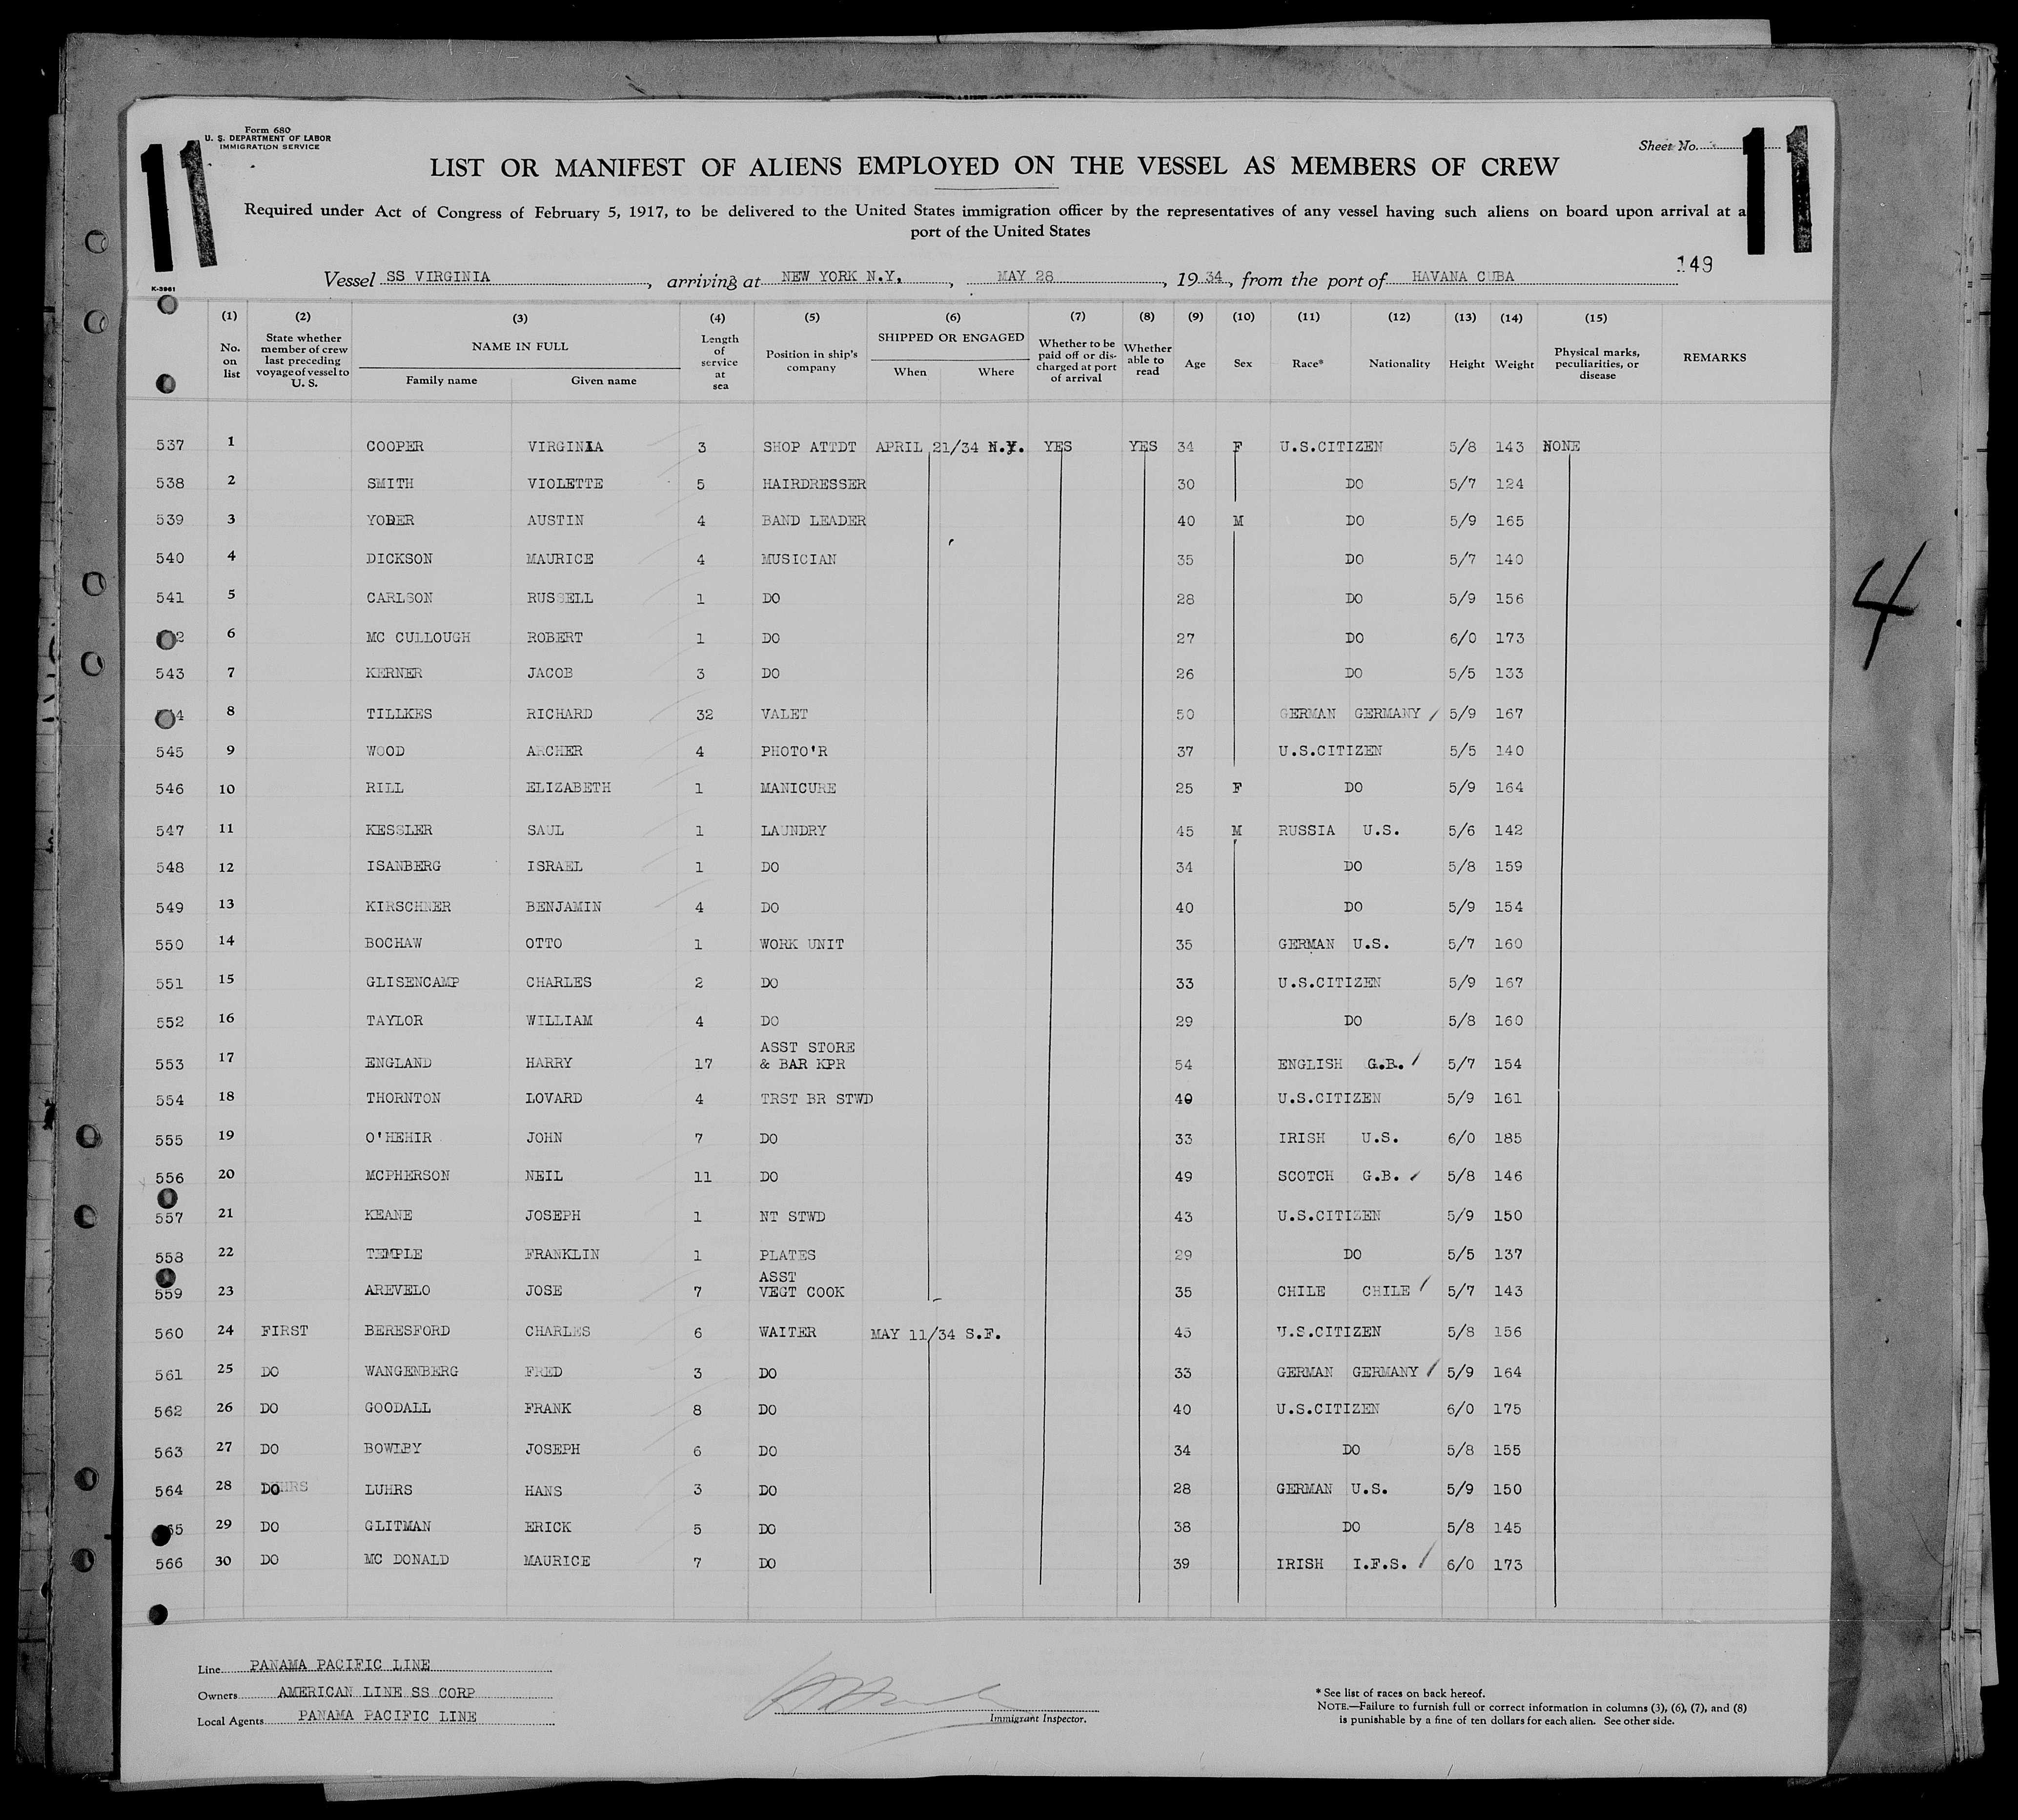 Form 680
U. S. DEPARTMENT OF LABOR
IMMIGRATION SERVICE
11
Sheet No.
11
LIST OR MANIFEST OF ALIENS EMPLOYED ON THE VESSEL AS MEMBERS OF CREW
Required under Act of Congress of February 5, 1917, to be delivered to the United States immigration officer by the representatives of any vessel having such aliens on board upon arrival at a
port of the United States
149
Vessel SS VIRGINIA, arriving at NEW YORK N.Y., MAY 28, 1934, from the port of HAVANA CUBA
K-3961
(1) (2) (3) (4) (5) (6) (7) (8) (9) (10) (11) (12) (13) (14) (15)
No. on list
State whether member of crew last preceding voyage of vessel to U. S.
NAME IN FULL
Family name Given name
Length of service at sea
Position in ship's company
SHIPPED OR ENGAGED
When Where
Whether to be paid off or discharged at port of arrival
Whether able to read
Age Sex Race* Nationality Height Weight
Physical marks, peculiarities, or disease
REMARKS
537 1 COOPER VIRGINIA 3 SHOP ATTDT APRIL 21/34 N.Y. YES YES 34 F U.S.CITIZEN 5/8 143 NONE
538 2 SMITH VIOLETTE 5 HAIRDRESSER 30 DO 5/7 124
539 3 YODER AUSTIN 4 BAND LEADER 40 M DO 5/9 165
540 4 DICKSON MAURICE 4 MUSICIAN 35 DO 5/7 140
541 5 CARLSON RUSSELL 1 DO 28 DO 5/9 156
2 6 MC CULLOUGH ROBERT 1 DO 27 DO 6/0 173
543 7 KERNER JACOB 3 DO 26 DO 5/5 133
4 8 TILLKES RICHARD 32 VALET 50 GERMAN GERMANY 5/9 167
545 9 WOOD ARCHER 4 PHOTO'R 37 U.S.CITIZEN 5/5 140
546 10 RILL ELIZABETH 1 MANICURE 25 F DO 5/9 164
547 11 KESSLER SAUL 1 LAUNDRY 45 M RUSSIA U.S. 5/6 142
548 12 ISANBERG ISRAEL 1 DO 34 DO 5/8 159
549 13 KIRSCHNER BENJAMIN 4 DO 40 DO 5/9 154
550 14 BOCHAW OTTO 1 WORK UNIT 35 GERMAN U.S. 5/7 160
551 15 GLISENCAMP CHARLES 2 DO 33 U.S.CITIZEN 5/9 167
552 16 TAYLOR WILLIAM 4 DO 29 DO 5/8 160
553 17 ENGLAND HARRY 17 ASST STORE & BAR KPR 54 ENGLISH G.B. 5/7 154
554 18 THORNTON LOVARD 4 TRST BR STWD 40 U.S.CITIZEN 5/9 161
555 19 O'HEHIR JOHN 7 DO 33 IRISH U.S. 6/0 185
556 20 MCPHERSON NEIL 11 DO 49 SCOTCH G.B. 5/8 146
557 21 KEANE JOSEPH 1 NT STWD 43 U.S.CITIZEN 5/9 150
558 22 TEMPLE FRANKLIN 1 PLATES 29 DO 5/5 137
559 23 AREVELO JOSE 7 ASST VEGT COOK 35 CHILE CHILE 5/7 143
560 24 FIRST BERESFORD CHARLES 6 WAITER MAY 11/34 S.F. 45 U.S.CITIZEN 5/8 156
561 25 DO WANGENBERG FRED 3 DO 33 GERMAN GERMANY 5/9 164
562 26 DO GOODALL FRANK 8 DO 40 U.S.CITIZEN 6/0 175
563 27 DO BOWLBY JOSEPH 6 DO 34 DO 5/8 155
564 28 DO LUHRS HANS 3 DO 28 GERMAN U.S. 5/9 150
65 29 DO GLITMAN ERICK 5 DO 38 DO 5/8 145
566 30 DO MC DONALD MAURICE 7 DO 39 IRISH I.F.S. 6/0 173
4
Line PANAMA PACIFIC LINE
Owners AMERICAN LINE SS CORP
Local Agents PANAMA PACIFIC LINE
Immigrant Inspector.
* See list of races on back hereof.
NOTE.—Failure to furnish full or correct information in columns (3), (6), (7), and (8)
is punishable by a fine of ten dollars for each alien. See other side.